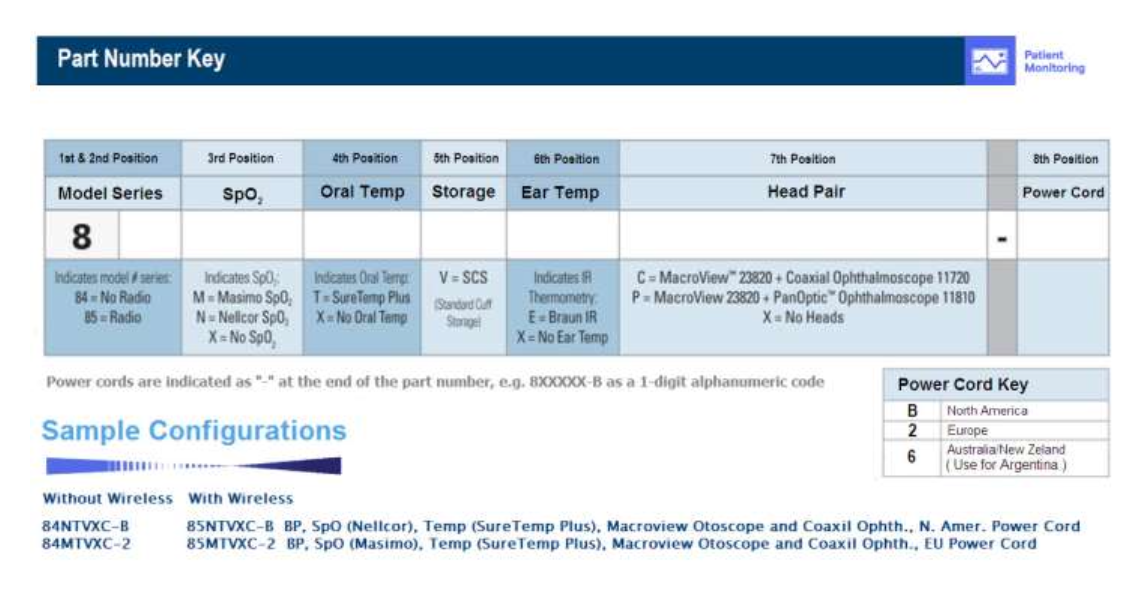 Part Number Key
Patient
Monitoring
1st & 2nd Position 3rd Position 4th Position 5th Position 6th Position 7th Position 8th Position
Model Series SpO₂ Oral Temp Storage Ear Temp Head Pair Power Cord
8 -
Indicates model # series:
84 = No Radio
85 = Radio
Indicates SpO₂:
M = Masimo SpO₂
N = Nellcor SpO₂
X = No SpO₂
Indicates Oral Temp:
T = SureTemp Plus
X = No Oral Temp
V = SCS
(Standard Cuff
Storage)
Indicates IR
Thermometry:
E = Braun IR
X = No Ear Temp
C = MacroView™ 23820 + Coaxial Ophthalmoscope 11720
P = MacroView 23820 + PanOptic™ Ophthalmoscope 11810
X = No Heads
Power cords are indicated as "-" at the end of the part number, e.g. 8XXXXX-B as a 1-digit alphanumeric code
Power Cord Key
B North America
2 Europe
6 Australia/New Zeland
( Use for Argentina )
Sample Configurations
Without Wireless With Wireless
84NTVXC-B 85NTVXC-B BP, SpO (Nellcor), Temp (SureTemp Plus), Macroview Otoscope and Coaxil Ophth., N. Amer. Power Cord
84MTVXC-2 85MTVXC-2 BP, SpO (Masimo), Temp (SureTemp Plus), Macroview Otoscope and Coaxil Ophth., EU Power Cord